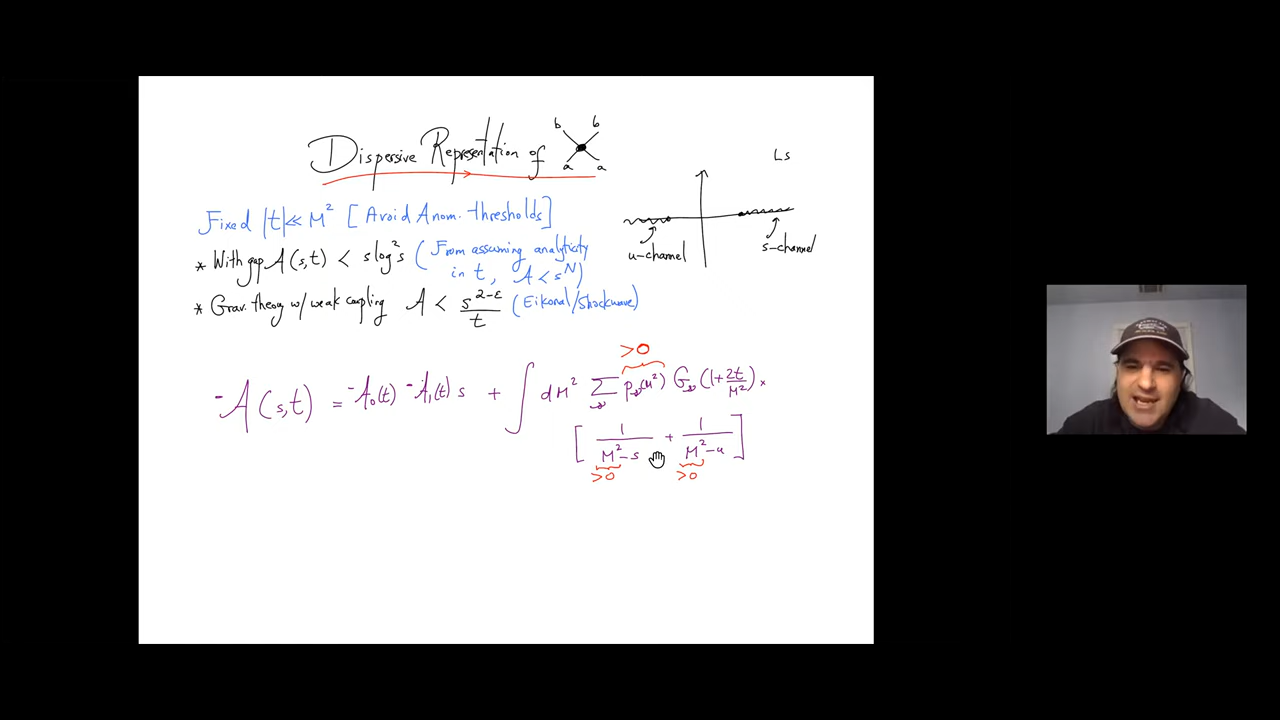 Dispersive Representation of
b b
a a
Ls
u-channel
s-channel
Fixed |t| << M² [Avoid Anom. thresholds]
* With gap A(s,t) < s log² s (From assuming analyticity
in t, A < s^N)
* Grav. theory w/ weak coupling A < s^{2-ε}/t (Eikonal/Shockwave)
>0
-A(s,t) = -A₀(t) -A₁(t) s + ∫ dM² Σ p (M²) G (1+2t/M²) ×
[ 1/(M²-s) + 1/(M²-u) ]
>0 >0